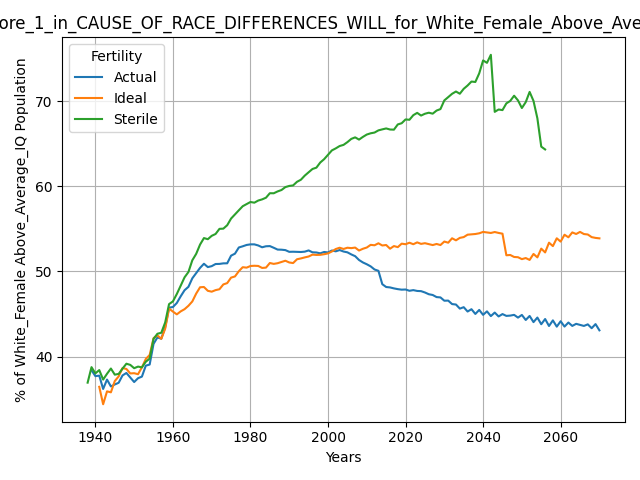 ore_1_in_CAUSE_OF_RACE_DIFFERENCES_WILL_for_White_Female_Above_Ave
Fertility
Actual
Ideal
Sterile
% of White_Female Above_Average_IQ Population
70
60
50
40
1940 1960 1980 2000 2020 2040 2060
Years